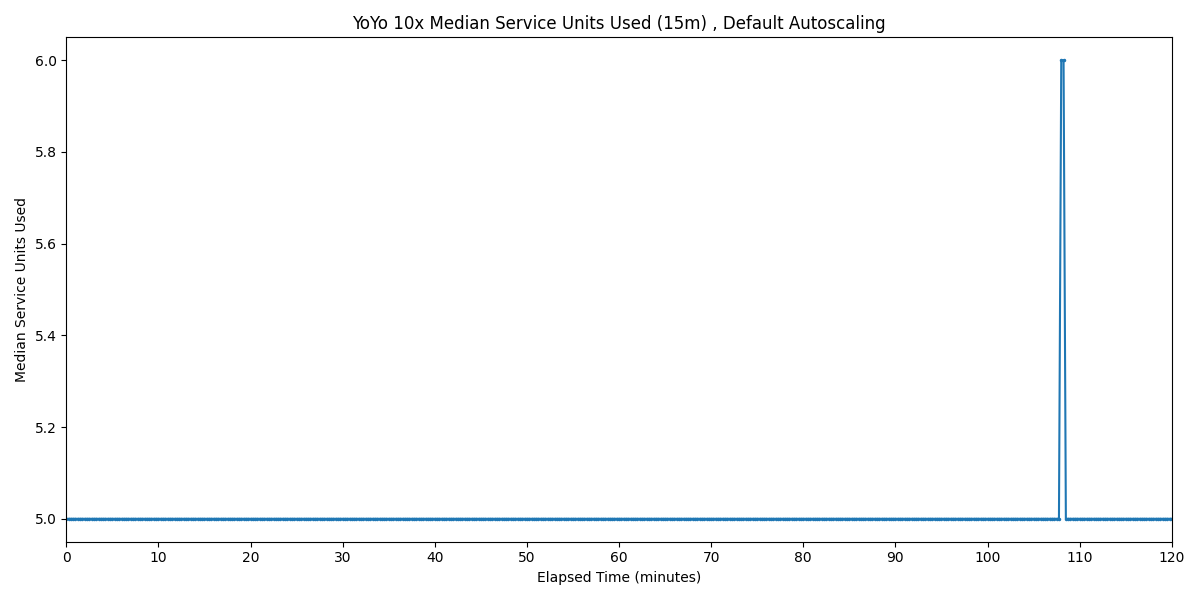 YoYo 10x Median Service Units Used (15m) , Default Autoscaling
Median Service Units Used
6.0
5.8
5.6
5.4
5.2
5.0
0 10 20 30 40 50 60 70 80 90 100 110 120
Elapsed Time (minutes)